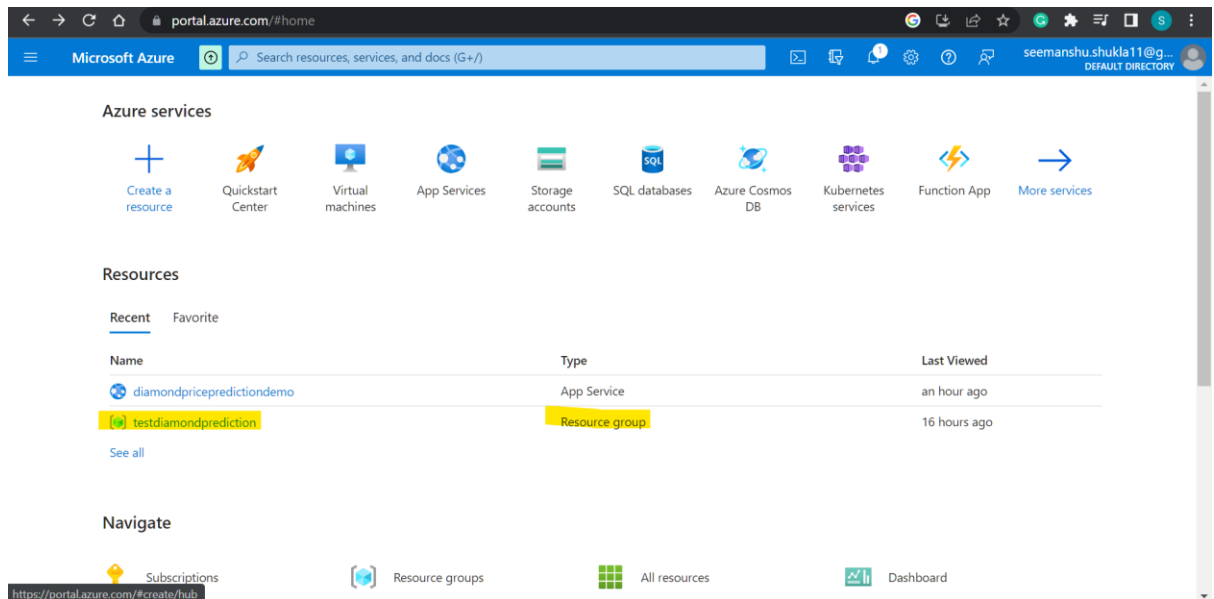 portal.azure.com/#home
G
S
Microsoft Azure
Search resources, services, and docs (G+/)
1
seemanshu.shukla11@g...
DEFAULT DIRECTORY
Azure services
Create a resource
Quickstart Center
Virtual machines
App Services
Storage accounts
SQL
SQL databases
Azure Cosmos DB
Kubernetes services
Function App
More services
Resources
Recent Favorite
Name Type Last Viewed
diamondpricepredictiondemo App Service an hour ago
testdiamondprediction Resource group 16 hours ago
See all
Navigate
Subscriptions Resource groups All resources Dashboard
https://portal.azure.com/#create/hub